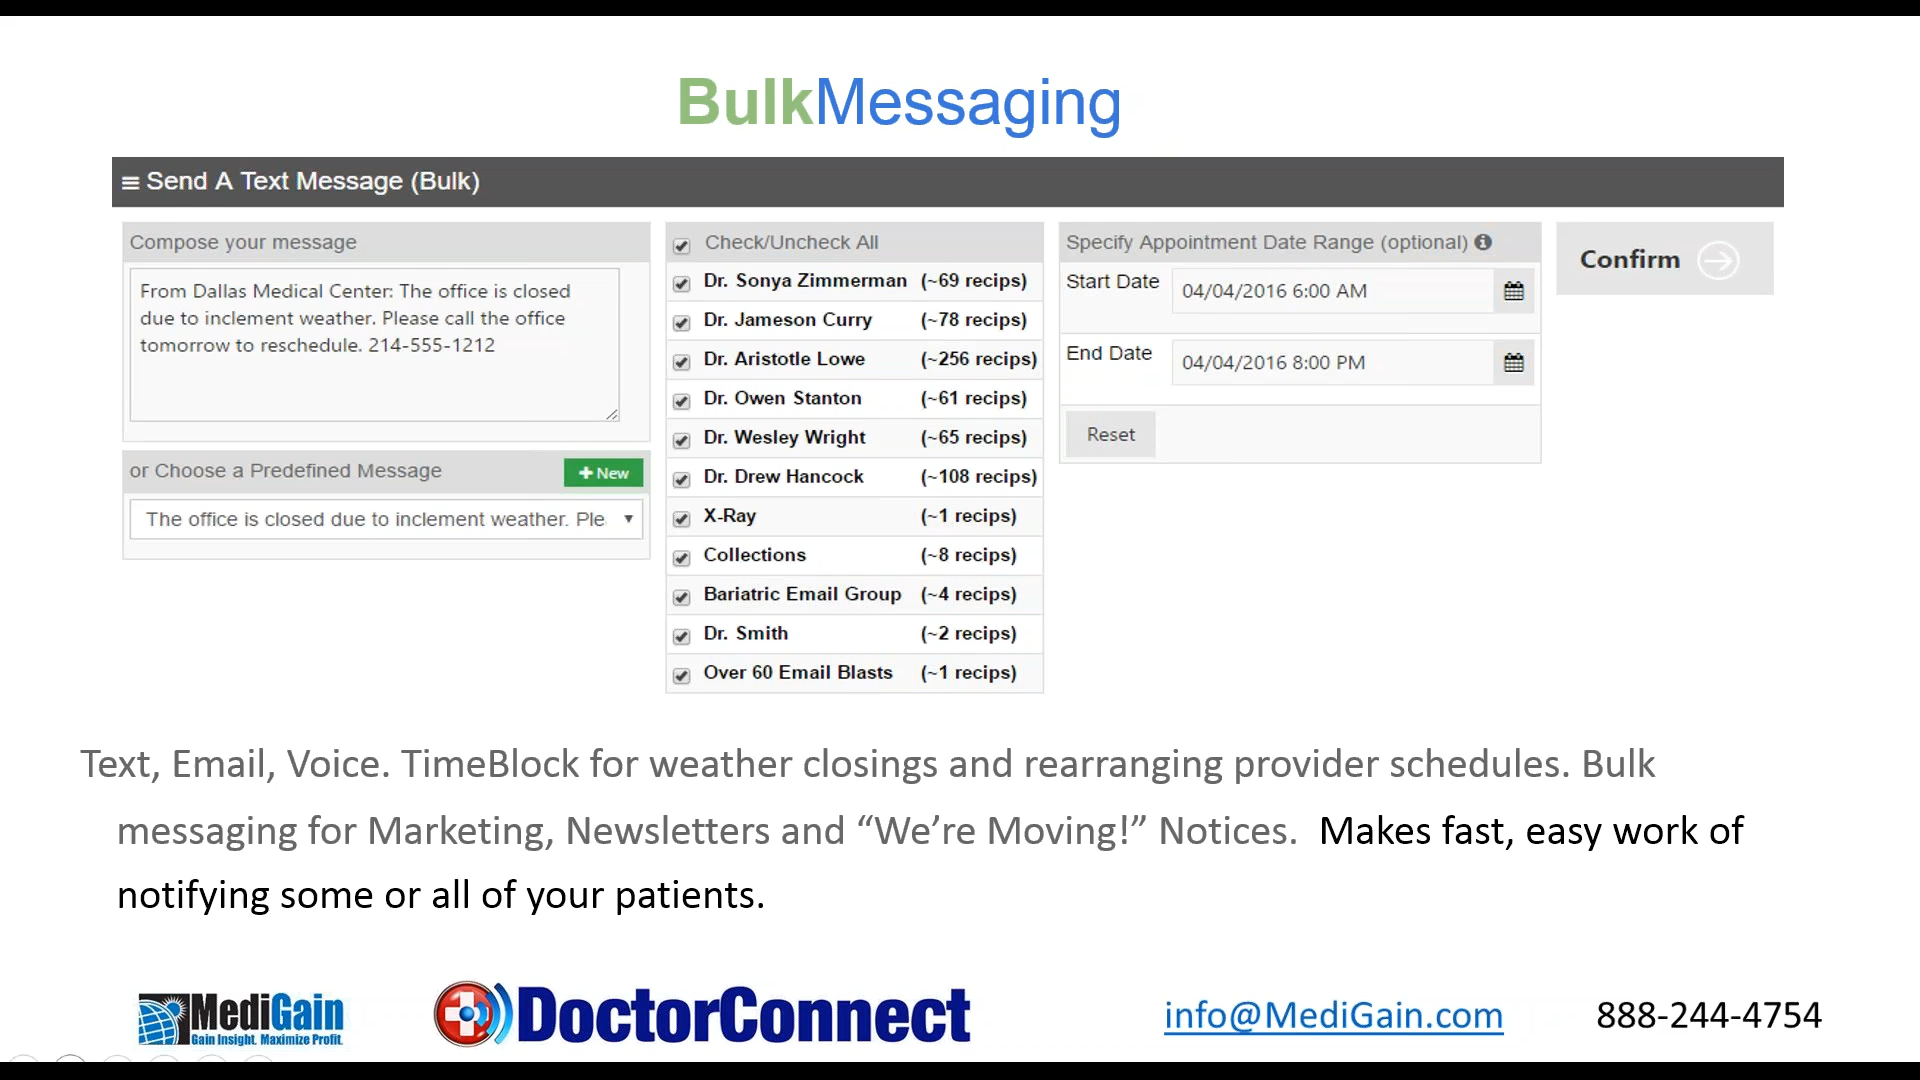 BulkMessaging
Send A Text Message (Bulk)
Compose your message
From Dallas Medical Center: The office is closed
due to inclement weather. Please call the office
tomorrow to reschedule. 214-555-1212
or Choose a Predefined Message
New
The office is closed due to inclement weather. Ple
Check/Uncheck All
Dr. Sonya Zimmerman (~69 recips)
Dr. Jameson Curry (~78 recips)
Dr. Aristotle Lowe (~256 recips)
Dr. Owen Stanton (~61 recips)
Dr. Wesley Wright (~65 recips)
Dr. Drew Hancock (~108 recips)
X-Ray (~1 recips)
Collections (~8 recips)
Bariatric Email Group (~4 recips)
Dr. Smith (~2 recips)
Over 60 Email Blasts (~1 recips)
Specify Appointment Date Range (optional)
Start Date 04/04/2016 6:00 AM
End Date 04/04/2016 8:00 PM
Reset
Confirm
Text, Email, Voice. TimeBlock for weather closings and rearranging provider schedules. Bulk
messaging for Marketing, Newsletters and “We’re Moving!” Notices. Makes fast, easy work of
notifying some or all of your patients.
MediGain
Gain Insight. Maximize Profit.
DoctorConnect
info@MediGain.com
888-244-4754